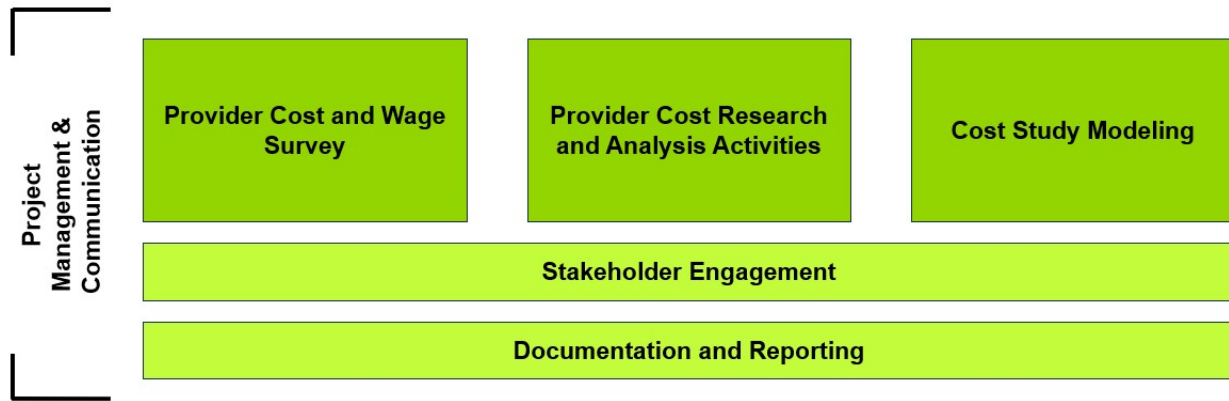 Project
Management &
Communication
Provider Cost and Wage
Survey
Provider Cost Research
and Analysis Activities
Cost Study Modeling
Stakeholder Engagement
Documentation and Reporting